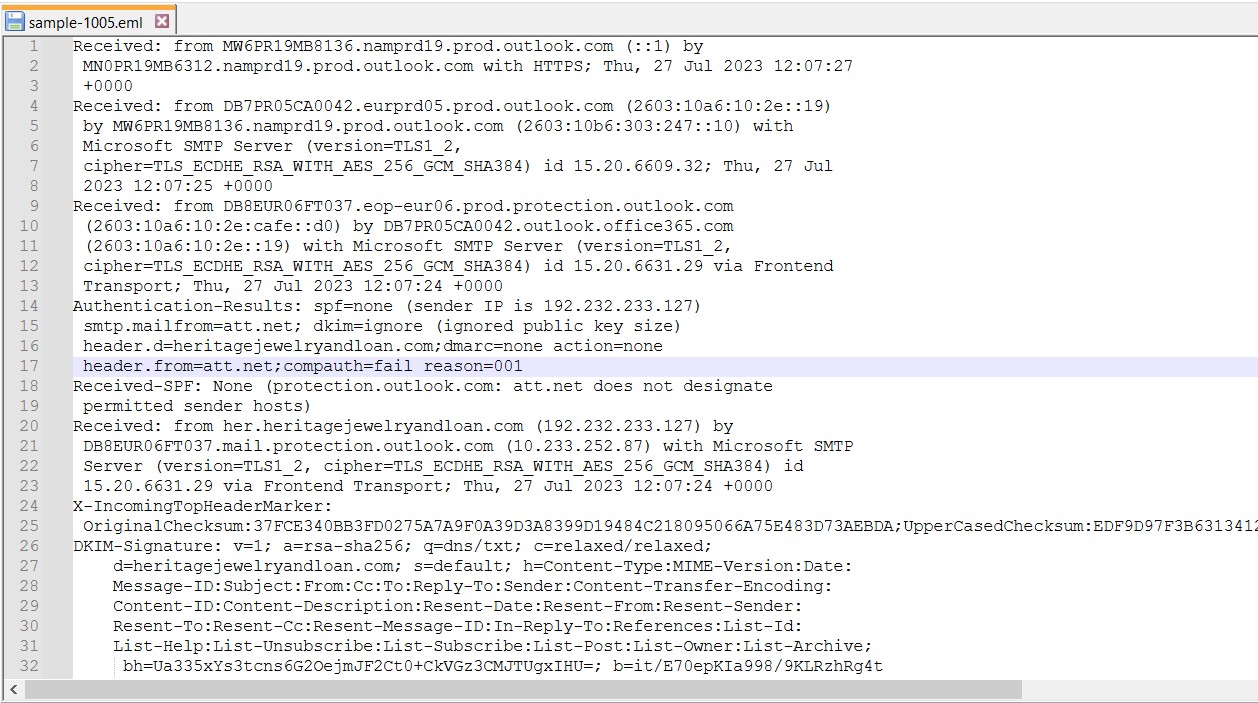 sample-1005.eml
1 Received: from MW6PR19MB8136.namprd19.prod.outlook.com (::1) by
2 MN0PR19MB6312.namprd19.prod.outlook.com with HTTPS; Thu, 27 Jul 2023 12:07:27
3 +0000
4 Received: from DB7PR05CA0042.eurprd05.prod.outlook.com (2603:10a6:10:2e::19)
5 by MW6PR19MB8136.namprd19.prod.outlook.com (2603:10b6:303:247::10) with
6 Microsoft SMTP Server (version=TLS1_2,
7 cipher=TLS_ECDHE_RSA_WITH_AES_256_GCM_SHA384) id 15.20.6609.32; Thu, 27 Jul
8 2023 12:07:25 +0000
9 Received: from DB8EUR06FT037.eop-eur06.prod.protection.outlook.com
10 (2603:10a6:10:2e:cafe::d0) by DB7PR05CA0042.outlook.office365.com
11 (2603:10a6:10:2e::19) with Microsoft SMTP Server (version=TLS1_2,
12 cipher=TLS_ECDHE_RSA_WITH_AES_256_GCM_SHA384) id 15.20.6631.29 via Frontend
13 Transport; Thu, 27 Jul 2023 12:07:24 +0000
14 Authentication-Results: spf=none (sender IP is 192.232.233.127)
15 smtp.mailfrom=att.net; dkim=ignore (ignored public key size)
16 header.d=heritagejewelryandloan.com;dmarc=none action=none
17 header.from=att.net;compauth=fail reason=001
18 Received-SPF: None (protection.outlook.com: att.net does not designate
19 permitted sender hosts)
20 Received: from her.heritagejewelryandloan.com (192.232.233.127) by
21 DB8EUR06FT037.mail.protection.outlook.com (10.233.252.87) with Microsoft SMTP
22 Server (version=TLS1_2, cipher=TLS_ECDHE_RSA_WITH_AES_256_GCM_SHA384) id
23 15.20.6631.29 via Frontend Transport; Thu, 27 Jul 2023 12:07:24 +0000
24 X-IncomingTopHeaderMarker:
25 OriginalChecksum:37FCE340BB3FD0275A7A9F0A39D3A8399D19484C218095066A75E483D73AEBDA;UpperCasedChecksum:EDF9D97F3B6313412
26 DKIM-Signature: v=1; a=rsa-sha256; q=dns/txt; c=relaxed/relaxed;
27 d=heritagejewelryandloan.com; s=default; h=Content-Type:MIME-Version:Date:
28 Message-ID:Subject:From:Cc:To:Reply-To:Sender:Content-Transfer-Encoding:
29 Content-ID:Content-Description:Resent-Date:Resent-From:Resent-Sender:
30 Resent-To:Resent-Cc:Resent-Message-ID:In-Reply-To:References:List-Id:
31 List-Help:List-Unsubscribe:List-Subscribe:List-Post:List-Owner:List-Archive;
32 bh=Ua335xYs3tcns6G2OejmJF2Ct0+CkVGz3CMJTUgxIHU=; b=it/E70epKIa998/9KLRzhRg4t